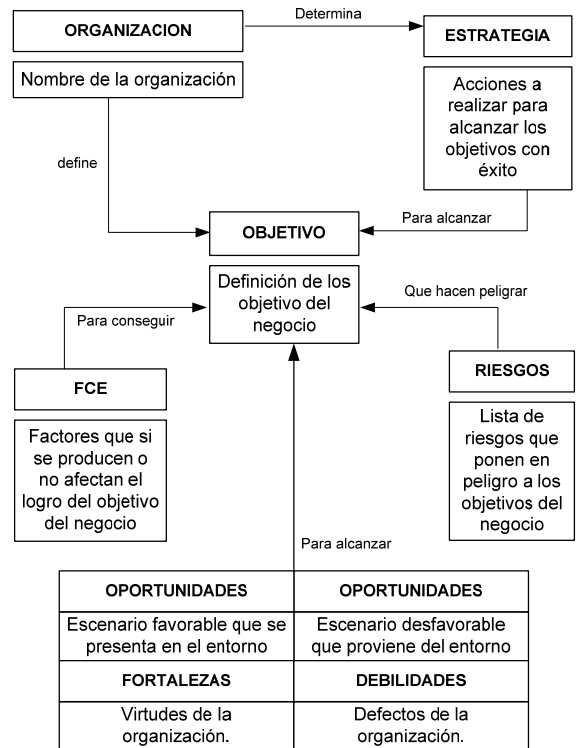 ORGANIZACION
Determina
ESTRATEGIA
Nombre de la organización
Acciones a
realizar para
alcanzar los
objetivos con
éxito
define
OBJETIVO
Para alcanzar
Definición de los
objetivo del
negocio
Que hacen peligrar
Para conseguir
FCE
RIESGOS
Factores que si
se producen o
no afectan el
logro del objetivo
del negocio
Lista de
riesgos que
ponen en
peligro a los
objetivos del
negocio
Para alcanzar
OPORTUNIDADES
OPORTUNIDADES
Escenario favorable que se
presenta en el entorno
Escenario desfavorable
que proviene del entorno
FORTALEZAS
DEBILIDADES
Virtudes de la
organización.
Defectos de la
organización.